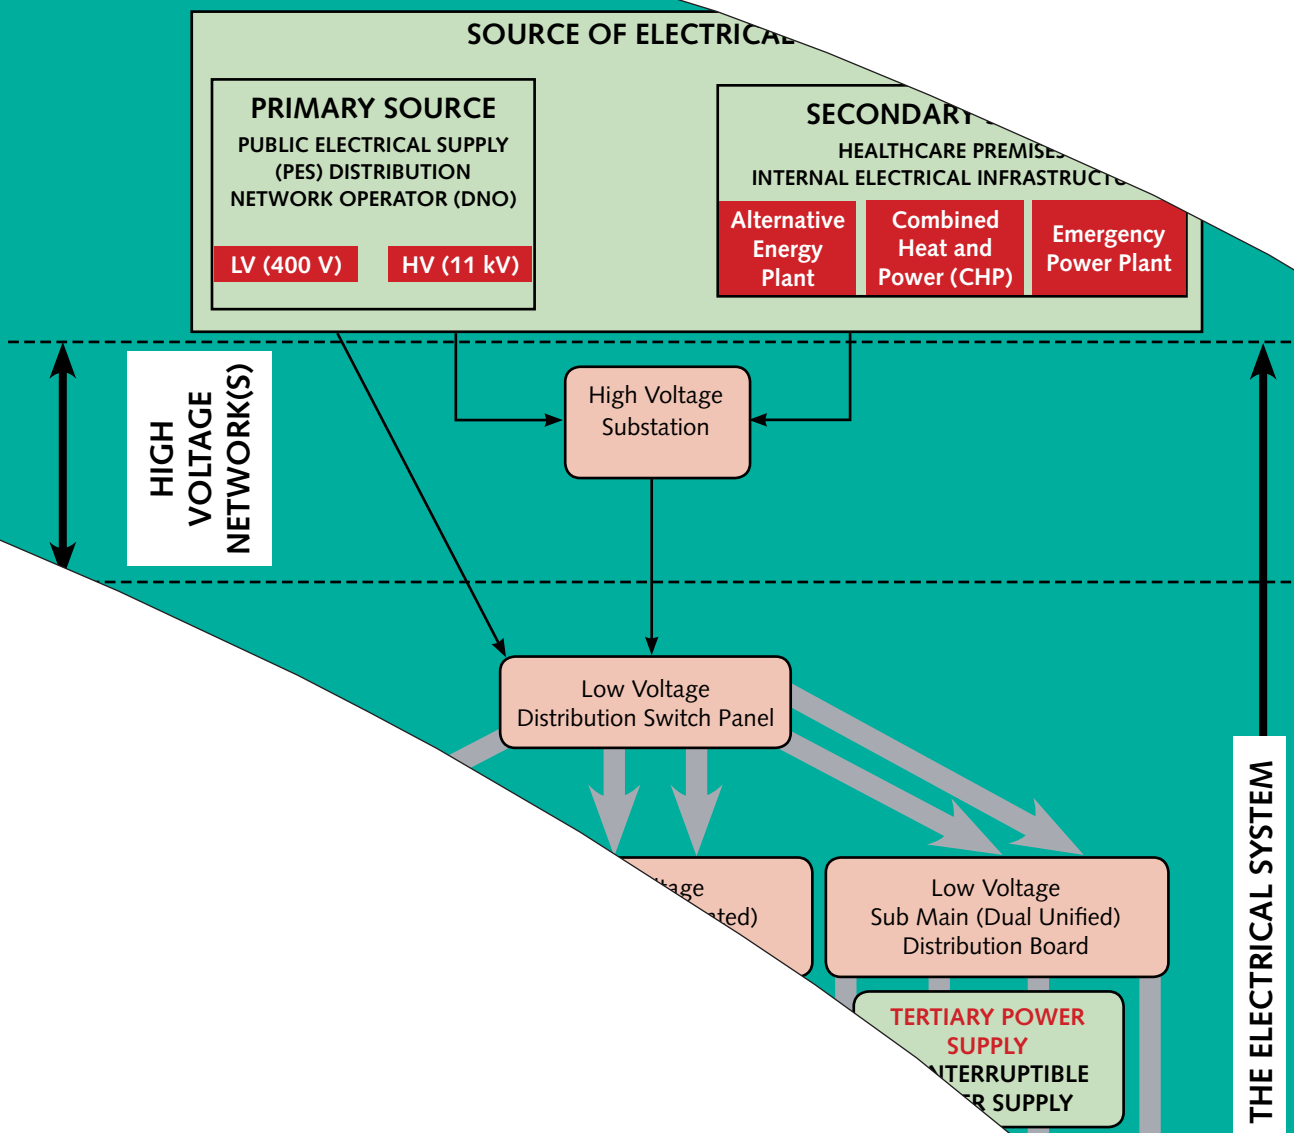 SOURCE OF ELECTRICAL
PRIMARY SOURCE
PUBLIC ELECTRICAL SUPPLY
(PES) DISTRIBUTION
NETWORK OPERATOR (DNO)
LV (400 V)
HV (11 kV)
SECONDARY
HEALTHCARE PREMISES
INTERNAL ELECTRICAL
Alternative
Energy
Plant
Combined
Heat and
Power (CHP)
Emergency
Power Plant
HIGH
VOLTAGE
NETWORK(S)
High Voltage
Substation
Low Voltage
Distribution Switch Panel
Low Voltage
Sub Main (Dual Unified)
Distribution Board
TERTIARY POWER
SUPPLY
SUPPLY
THE ELECTRICAL SYSTEM